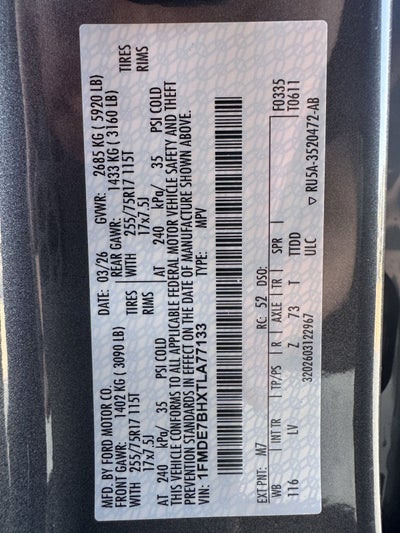 MFD. BY FORD MOTOR CO. DATE: 03/26 GVWR: 2685 KG ( 5920 LB)
FRONT GAWR: 1402 KG ( 3090 LB) REAR GAWR: 1433 KG ( 3160 LB)
WITH 255/75R17 115T TIRES WITH 255/75R17 115T TIRES
17x7.5J RIMS 17x7.5J RIMS
AT 240 kPa/ 35 PSI COLD AT 240 kPa/ 35 PSI COLD
THIS VEHICLE CONFORMS TO ALL APPLICABLE FEDERAL MOTOR VEHICLE SAFETY AND THEFT
PREVENTION STANDARDS IN EFFECT ON THE DATE OF MANUFACTURE SHOWN ABOVE.
VIN: 1FMDE7BHXTLA77133 TYPE: MPV
F0335
T0611
EXT.PNT: M7 RC: 52 DSO:
WB INT TR TP/PS R AXLE TR SPR
116 LV Z 73 T TTDD
ULC
3202603122967
▽ RU5A-3520472-AB